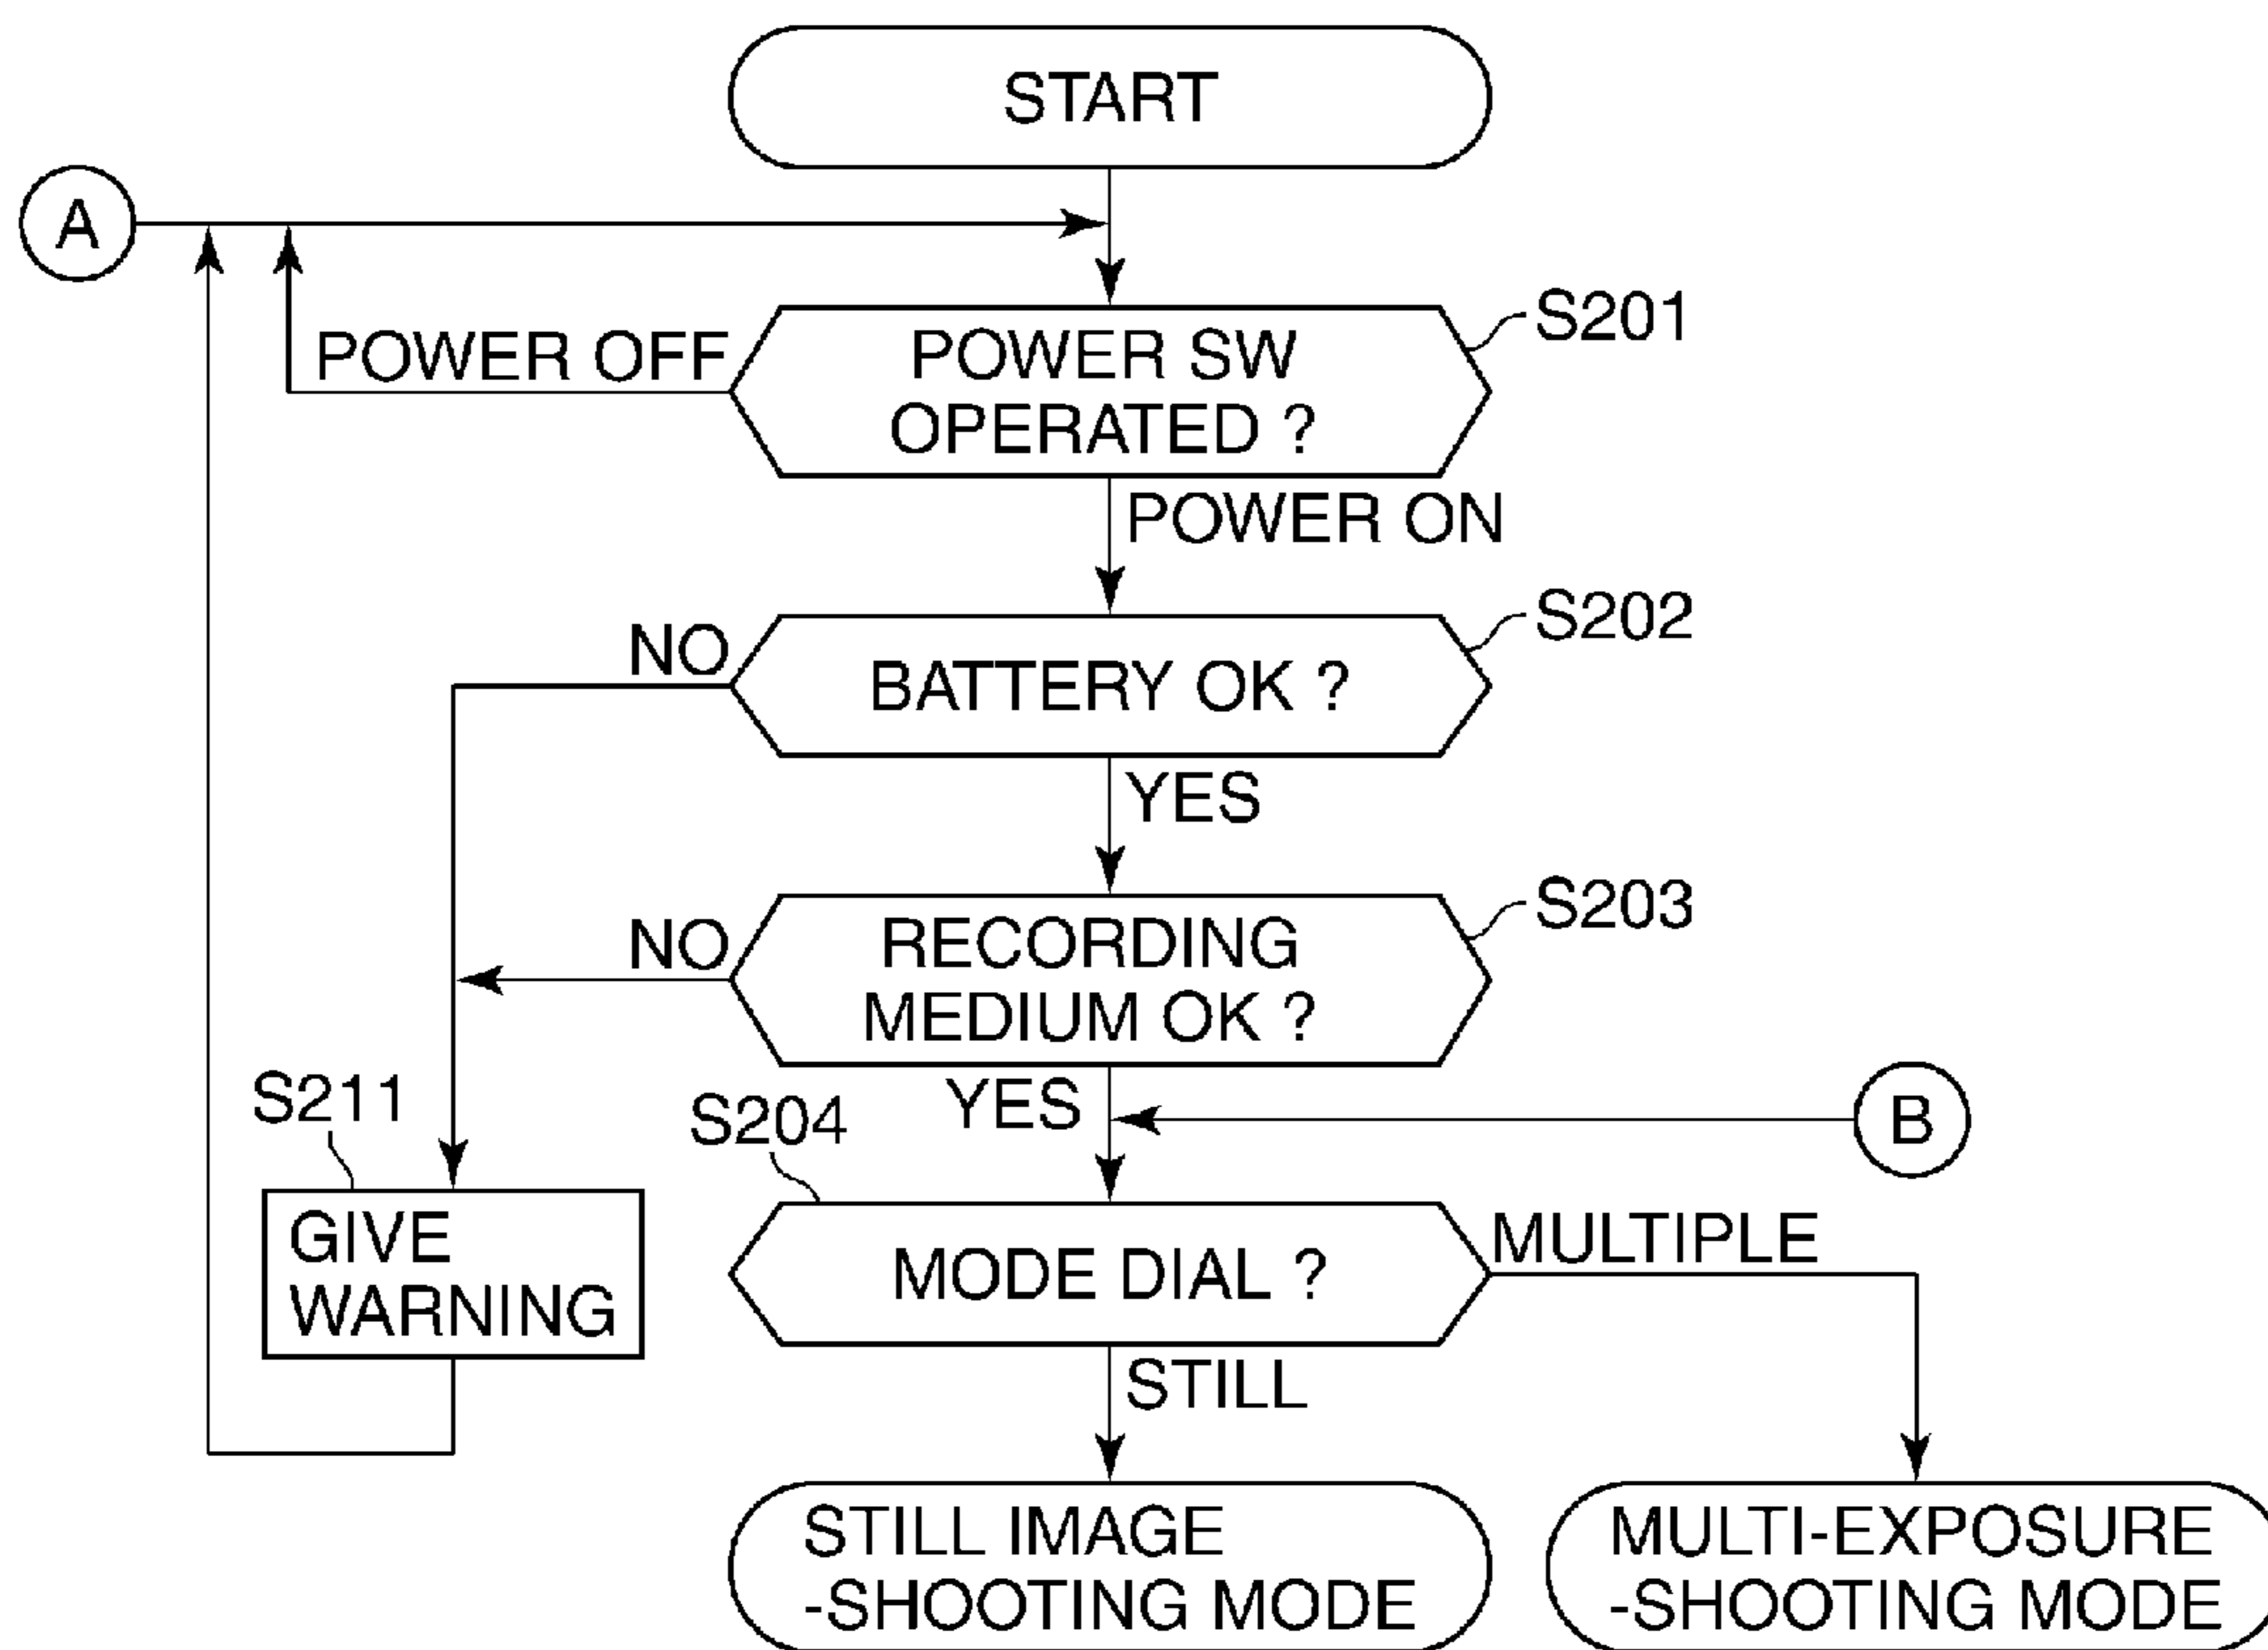 START
A
S201
POWER OFF
POWER SW
OPERATED ?
POWER ON
S202
NO
BATTERY OK ?
YES
S203
NO
RECORDING
MEDIUM OK ?
S211
S204
YES
B
GIVE
WARNING
MODE DIAL ?
MULTIPLE
STILL
STILL IMAGE
-SHOOTING MODE
MULTI-EXPOSURE
-SHOOTING MODE